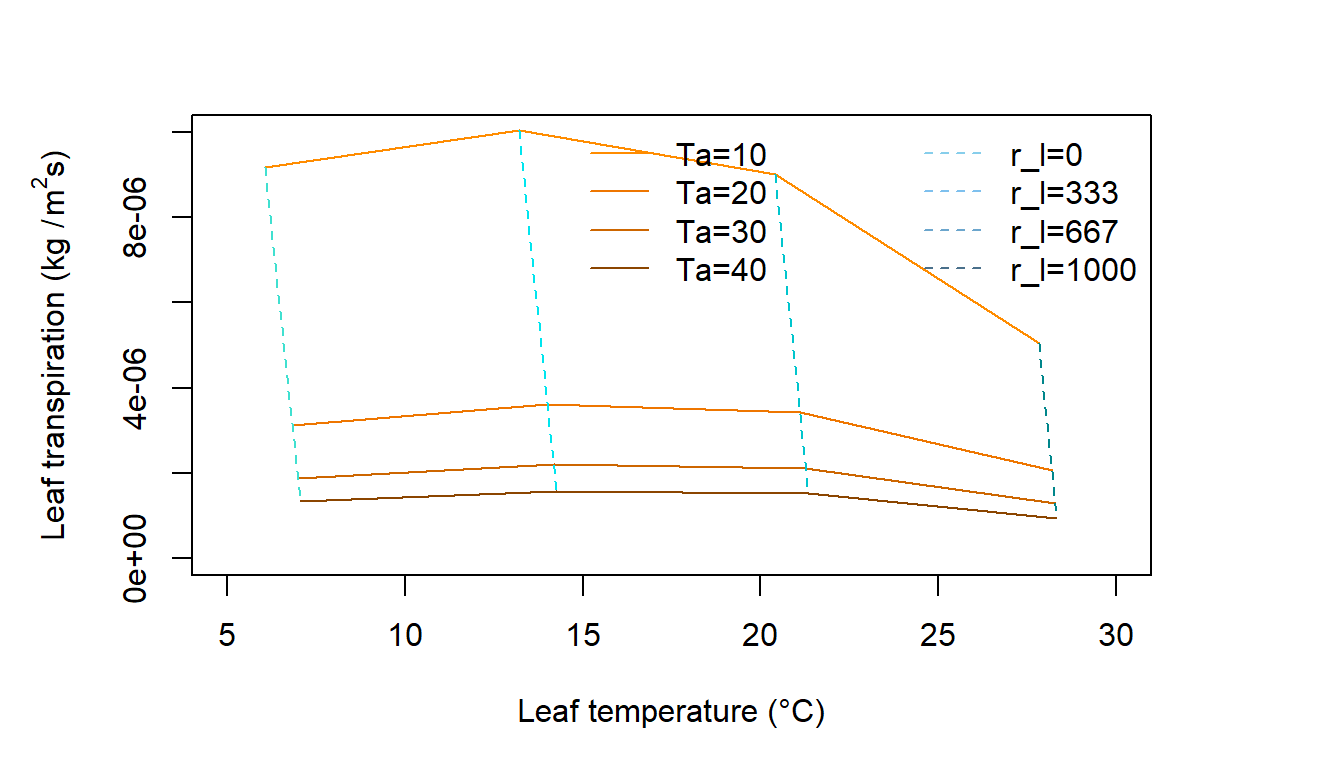 Leaf transpiration (kg /m²s)
8e-06
4e-06
0e+00
Ta=10
Ta=20
Ta=30
Ta=40
r_l=0
r_l=333
r_l=667
r_l=1000
5 10 15 20 25 30
Leaf temperature (°C)